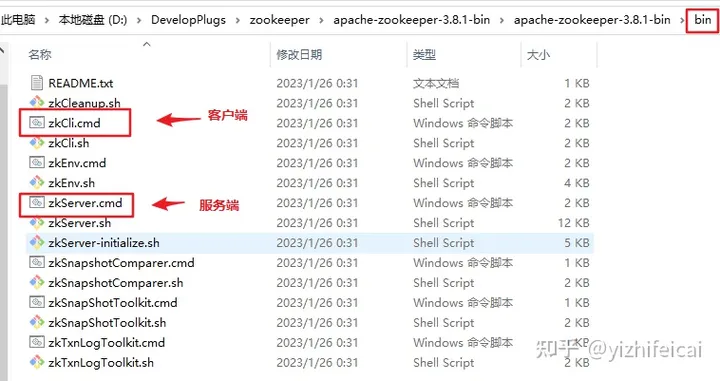 此电脑 > 本地磁盘 (D:) > DevelopPlugs > zookeeper > apache-zookeeper-3.8.1-bin > apache-zookeeper-3.8.1-bin > bin
名称 修改日期 类型 大小
README.txt 2023/1/26 0:31 文本文档 1 KB
zkCleanup.sh 2023/1/26 0:31 Shell Script 2 KB
zkCli.cmd 客户端 2023/1/26 0:31 Windows 命令脚本 2 KB
zkCli.sh 2023/1/26 0:31 Shell Script 2 KB
zkEnv.cmd 2023/1/26 0:31 Windows 命令脚本 2 KB
zkEnv.sh 2023/1/26 0:31 Shell Script 4 KB
zkServer.cmd 服务端 2023/1/26 0:31 Windows 命令脚本 2 KB
zkServer.sh 2023/1/26 0:31 Shell Script 12 KB
zkServer-initialize.sh 2023/1/26 0:31 Shell Script 5 KB
zkSnapshotComparer.cmd 2023/1/26 0:31 Windows 命令脚本 1 KB
zkSnapshotComparer.sh 2023/1/26 0:31 Shell Script 2 KB
zkSnapShotToolkit.cmd 2023/1/26 0:31 Windows 命令脚本 2 KB
zkSnapShotToolkit.sh 2023/1/26 0:31 Shell Script 2 KB
zkTxnLogToolkit.cmd 2023/1/26 0:31 Windows 命令脚本 2 KB
zkTxnLogToolkit.sh 2023/1/26 0:31 Shell Script 2 KB
知乎 @yizhifeicai